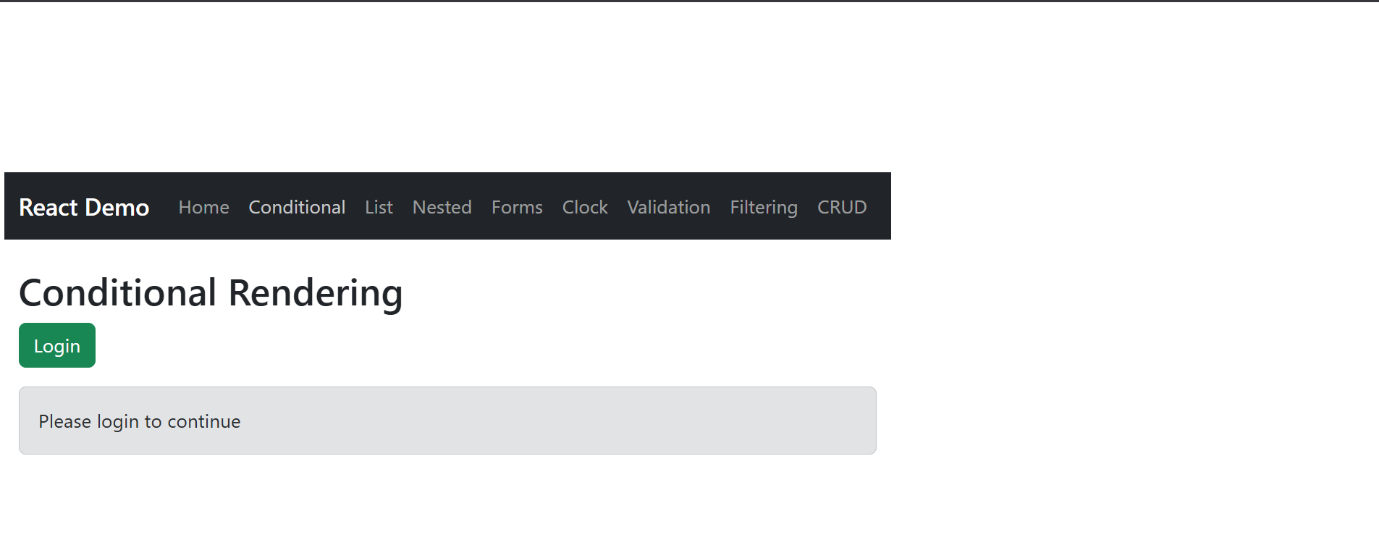 React Demo Home Conditional List Nested Forms Clock Validation Filtering CRUD
Conditional Rendering
Login
Please login to continue